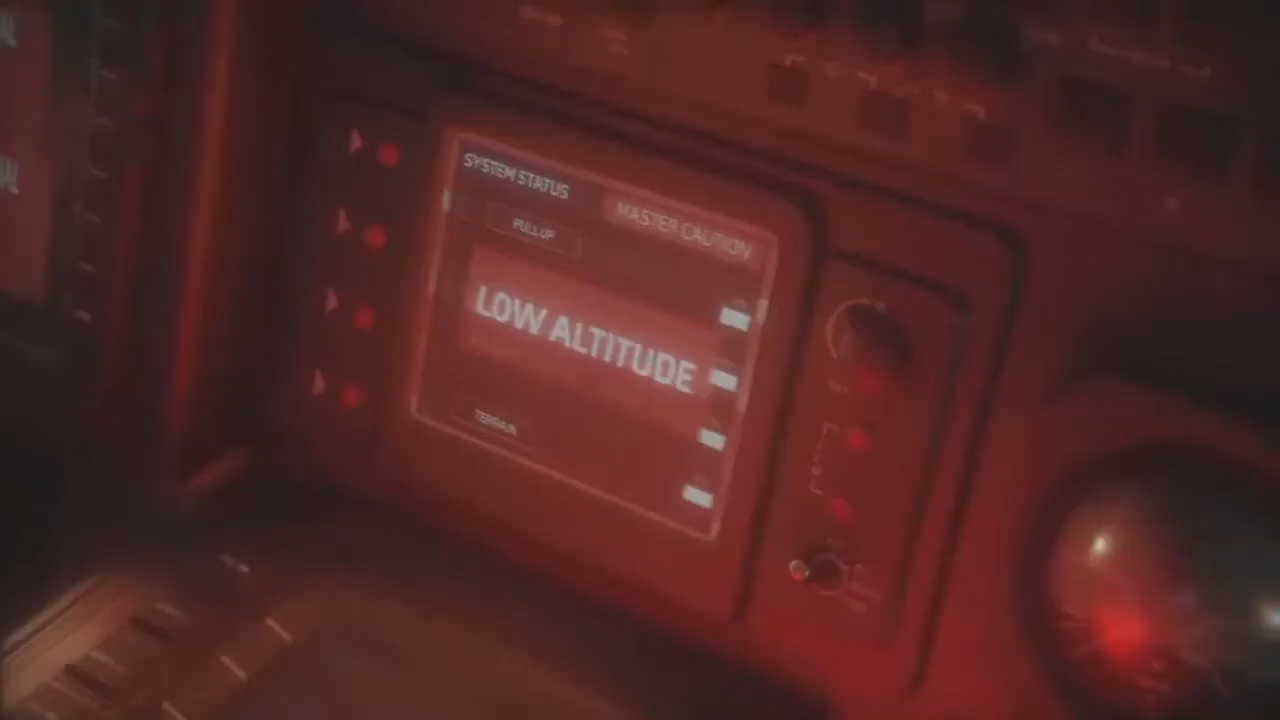 SYSTEM STATUS
MASTER CAUTION
PULL UP
LOW ALTITUDE
TERRAIN